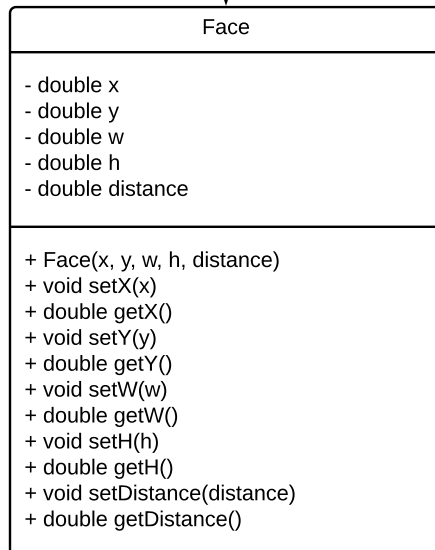 Face
- double x
- double y
- double w
- double h
- double distance
+ Face(x, y, w, h, distance)
+ void setX(x)
+ double getX()
+ void setY(y)
+ double getY()
+ void setW(w)
+ double getW()
+ void setH(h)
+ double getH()
+ void setDistance(distance)
+ double getDistance()